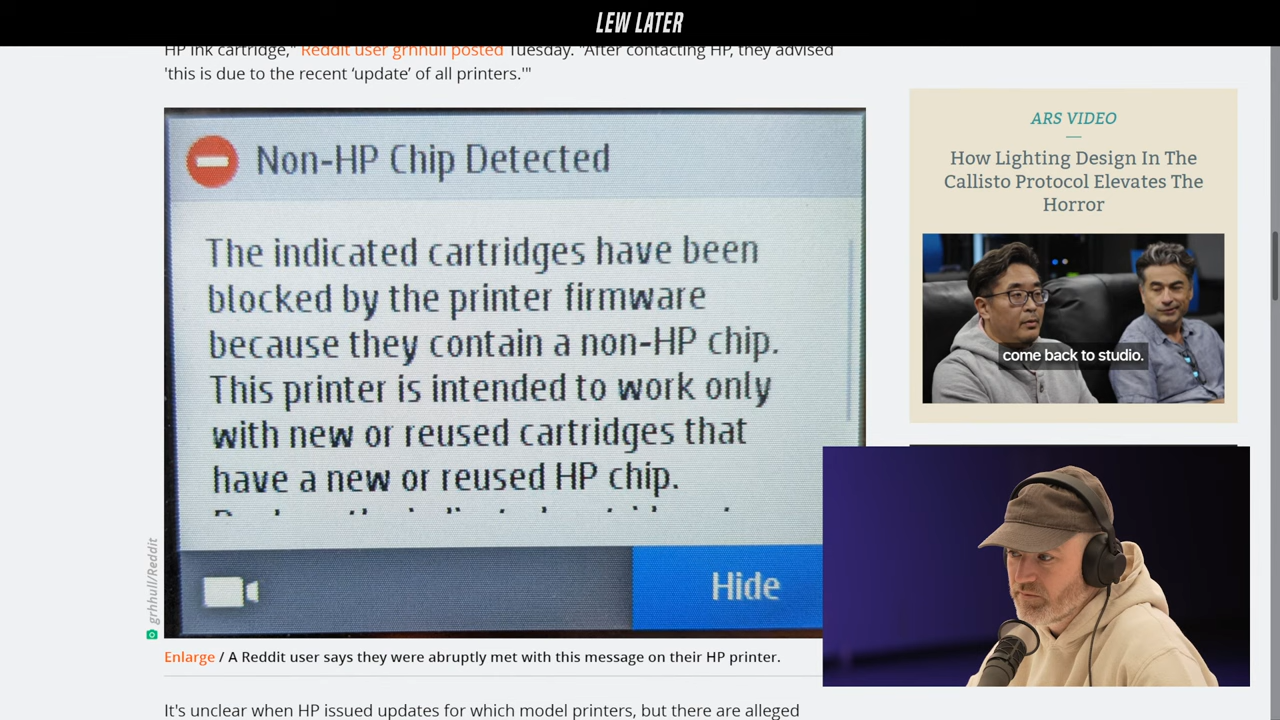 LEW LATER
HP ink cartridge," Reddit user grhhull posted Tuesday. "After contacting HP, they advised
'this is due to the recent ‘update’ of all printers.'"
Non-HP Chip Detected
The indicated cartridges have been
blocked by the printer firmware
because they contain a non-HP chip.
This printer is intended to work only
with new or reused cartridges that
have a new or reused HP chip.
Hide
grhhull/Reddit
Enlarge / A Reddit user says they were abruptly met with this message on their HP printer.
It's unclear when HP issued updates for which model printers, but there are alleged
ARS VIDEO
How Lighting Design In The
Callisto Protocol Elevates The
Horror
come back to studio.